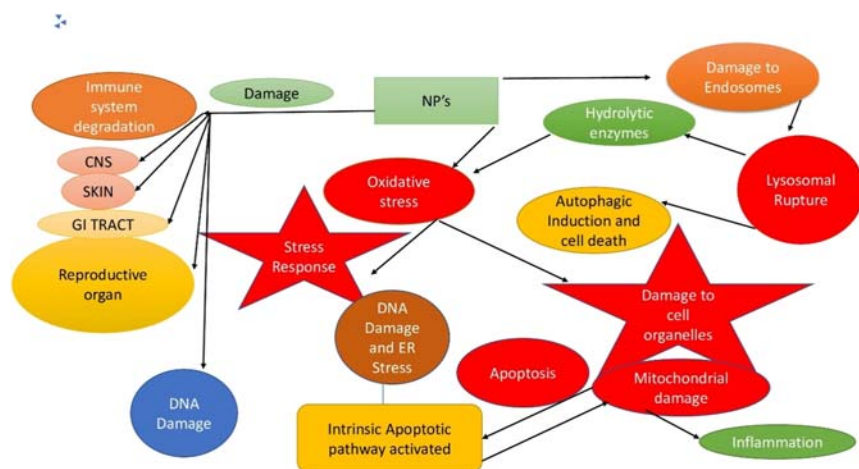 Immune
system
degradation
Damage
NP's
Damage to
Endosomes
Hydrolytic
enzymes
CNS
SKIN
GI TRACT
Reproductive
organ
Oxidative
stress
Lysosomal
Rupture
Autophagic
Induction and
cell death
Stress
Response
DNA
Damage
and ER
Stress
Damage to
cell
organelles
Apoptosis
Mitochondrial
damage
DNA
Damage
Intrinsic Apoptotic
pathway activated
Inflammation